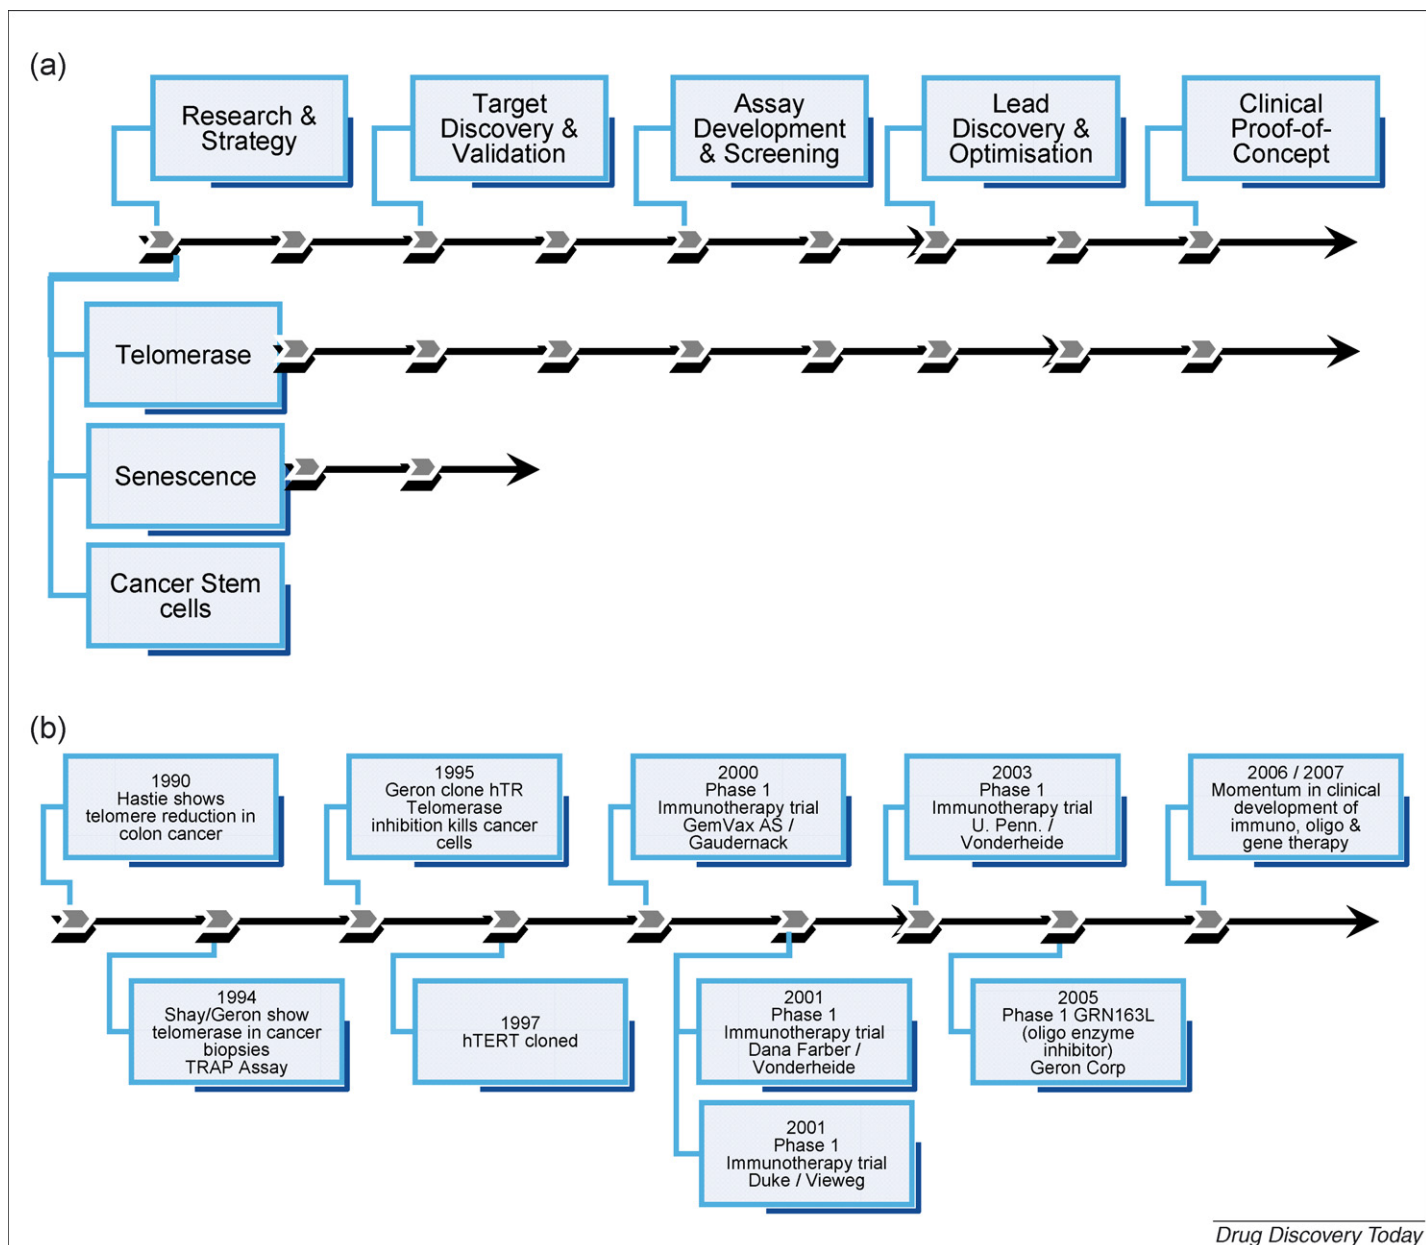 (a)
Research &
Strategy
Target
Discovery &
Validation
Assay
Development
& Screening
Lead
Discovery &
Optimisation
Clinical
Proof-of-
Concept
Telomerase
Senescence
Cancer Stem
cells
(b)
1990
Hastie shows
telomere reduction in
colon cancer
1995
Geron clone hTR
Telomerase
inhibition kills cancer
cells
2000
Phase 1
Immunotherapy trial
GemVax AS /
Gaudernack
2003
Phase 1
Immunotherapy trial
U. Penn. /
Vonderheide
2006 / 2007
Momentum in clinical
development of
immuno, oligo &
gene therapy
1994
Shay/Geron show
telomerase in cancer
biopsies
TRAP Assay
1997
hTERT cloned
2001
Phase 1
Immunotherapy trial
Dana Farber /
Vonderheide
2005
Phase 1 GRN163L
(oligo enzyme
inhibitor)
Geron Corp
2001
Phase 1
Immunotherapy trial
Duke / Vieweg
Drug Discovery Today